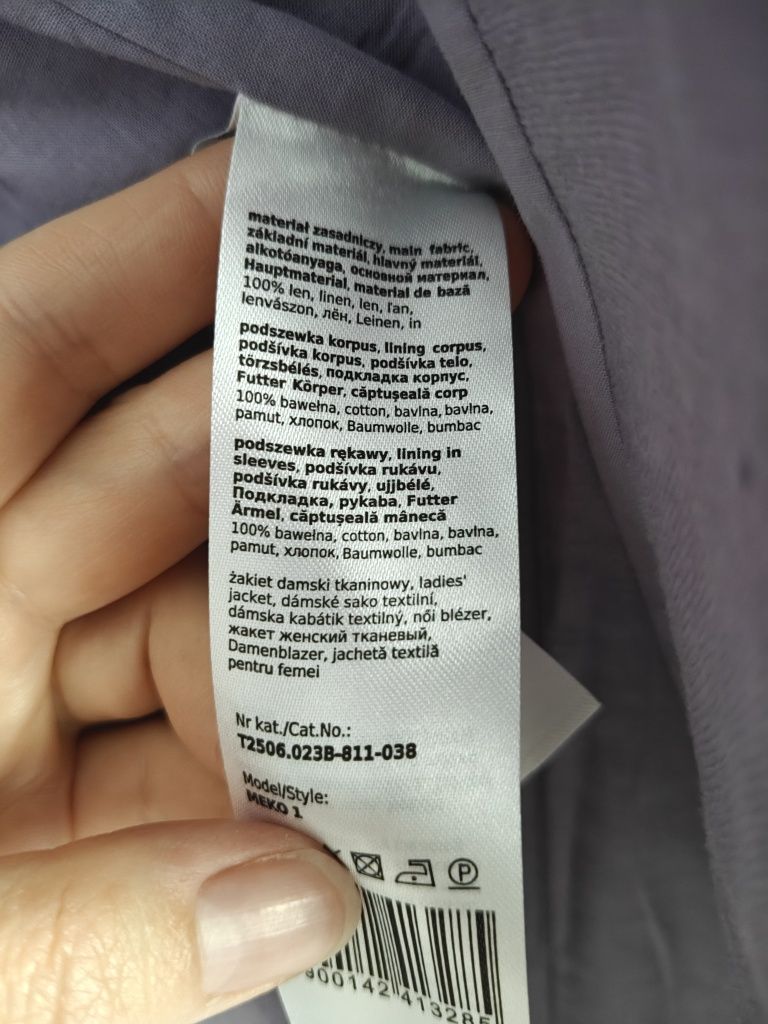 materiał zasadniczy, main fabric,
základní materiál, hlavný materiál,
alkotóanyaga, основной материал,
Hauptmaterial, material de bază
100% len, linen, len, ľan,
lenvászon, лён, Leinen, in
podszewka korpus, lining corpus,
podšívka korpus, podšívka telo,
törzsbélés, подкладка корпус,
Futter Körper, căptușeală corp
100% bawełna, cotton, bavlna, bavlna,
pamut, хлопок, Baumwolle, bumbac
podszewka rękawy, lining in
sleeves, podšívka rukávu,
podšívka rukávy, ujjbélé,
Подкладка, рукава, Futter
Ärmel, căptușeală mânecă
100% bawełna, cotton, bavlna, bavlna,
pamut, хлопок, Baumwolle, bumbac
żakiet damski tkaninowy, ladies'
jacket, dámské sako textilní,
dámska kabátik textilný, női blézer,
жакет женский тканевый,
Damenblazer, jachetă textilă
pentru femei
Nr kat./Cat.No.:
T2506.023B-811-038
Model/Style:
MEKO 1
P
900142 413285